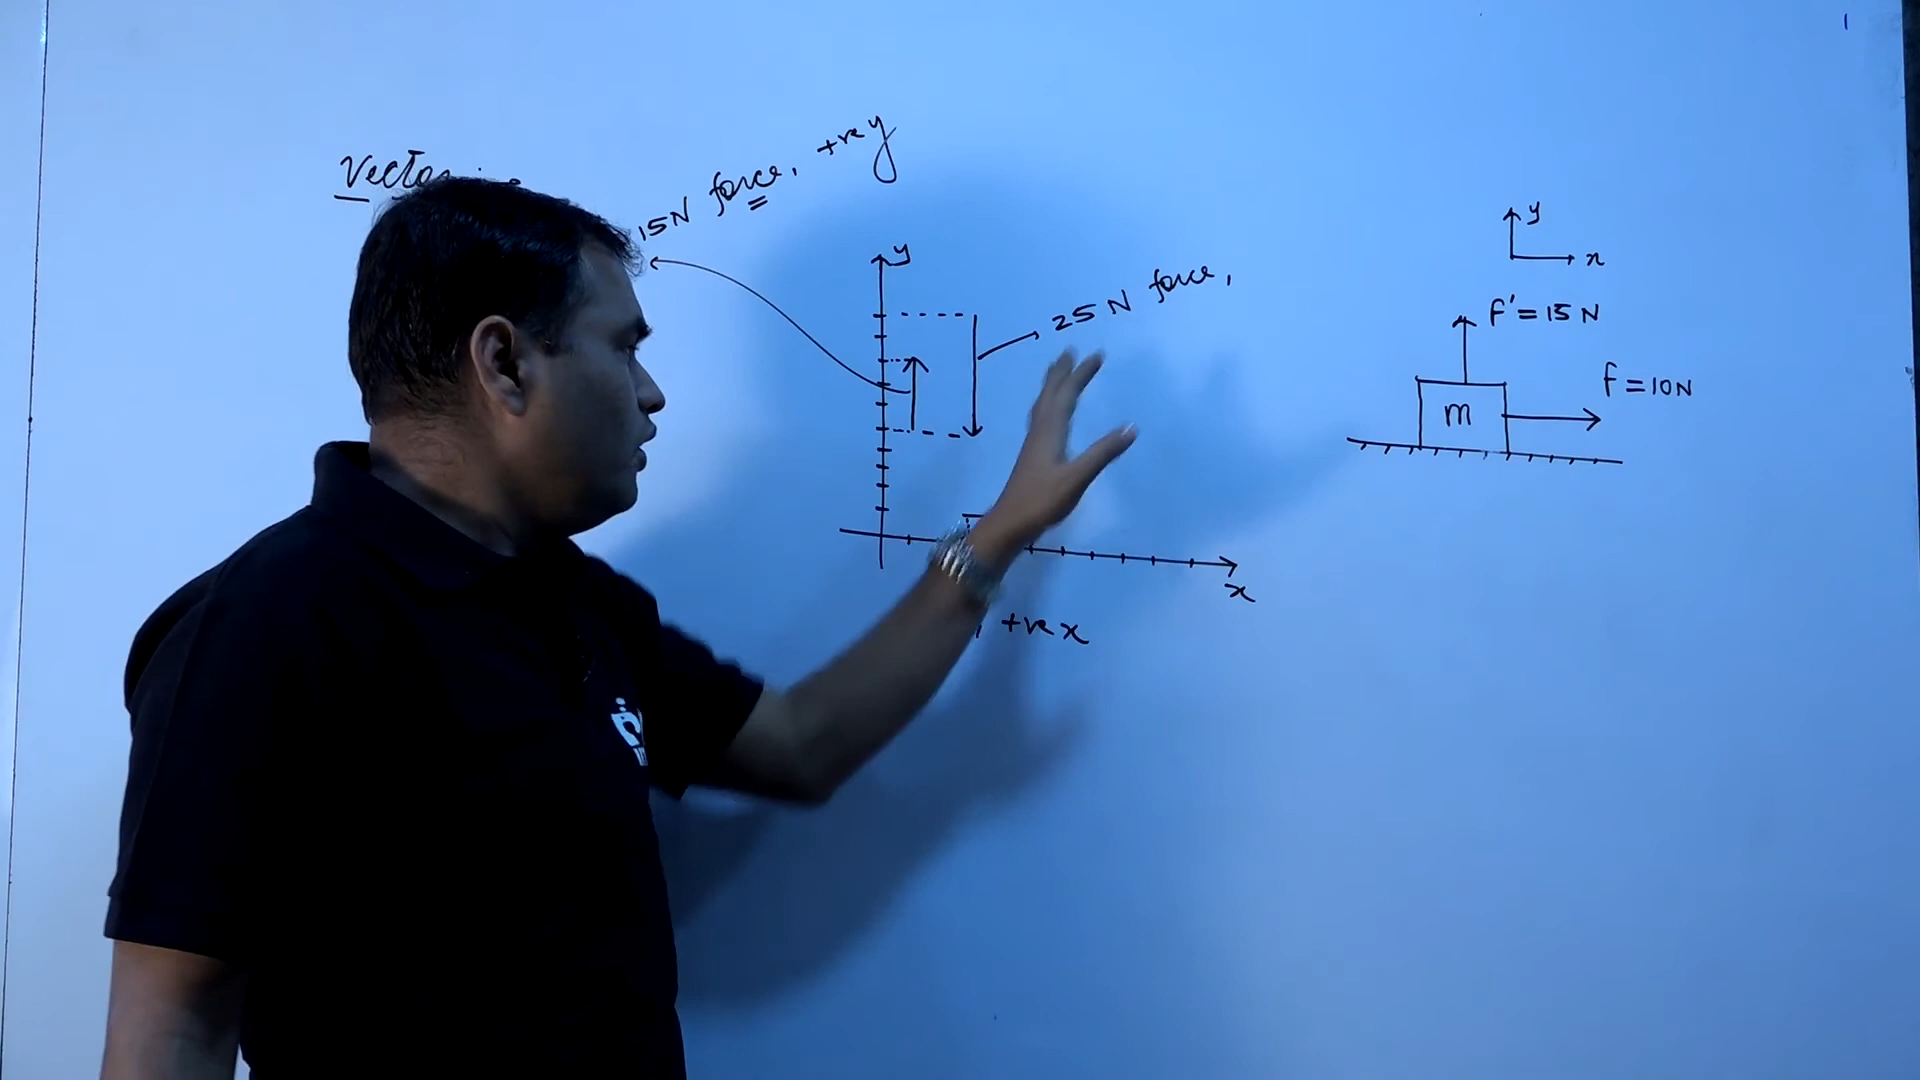 15N force, +ve y
y
25 N force,
x
, +ve x
y
x
f' = 15 N
f = 10N
m